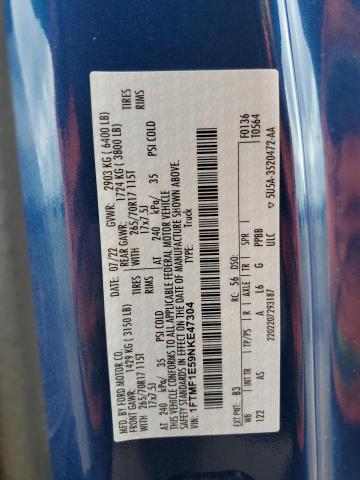 MFD. BY FORD MOTOR CO.
DATE: 07/22 GVWR: 2903 KG ( 6400 LB)
FRONT GAWR: 1429 KG ( 3150 LB) REAR GAWR: 1724 KG ( 3800 LB)
265/70R17 115T TIRES WITH 265/70R17 115T TIRES
17x7.5J RIMS 17x7.5J RIMS
AT 240 kPa/ 35 PSI COLD AT 240 kPa/ 35 PSI COLD
THIS VEHICLE CONFORMS TO ALL APPLICABLE FEDERAL MOTOR VEHICLE
SAFETY STANDARDS IN EFFECT ON THE DATE OF MANUFACTURE SHOWN ABOVE.
VIN: 1FTMF1E59NKE47304
TYPE: Truck
F0136
T0564
EXT PNT: B3 RC: 56 DSO:
WB TP/PS R AXLE TR SPR
122 AS A L6 G PPBB
2202207293187 ULC 5U5A-3520472-AA